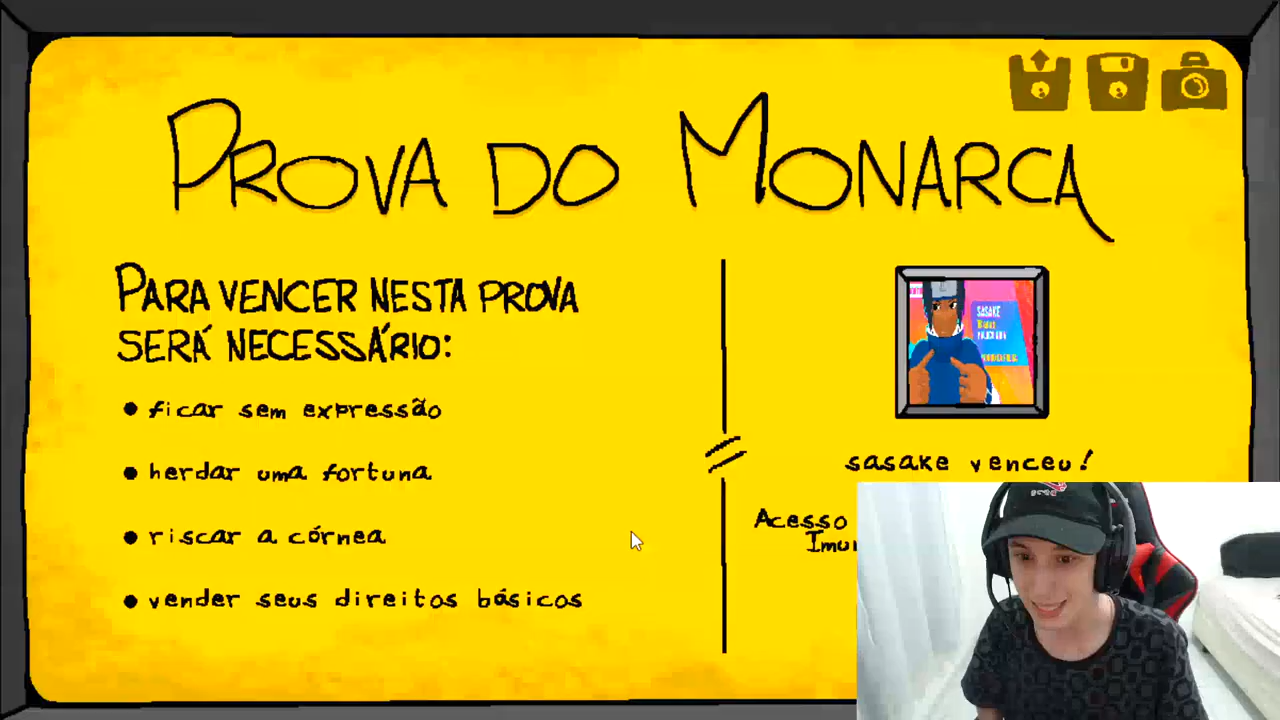 PROVA DO MONARCA
PARA VENCER NESTA PROVA
SERÁ NECESSÁRIO:
• ficar sem expressão
• herdar uma fortuna
• riscar a córnea
• vender seus direitos básicos
SASAKE
sasake venceu!
Acesso